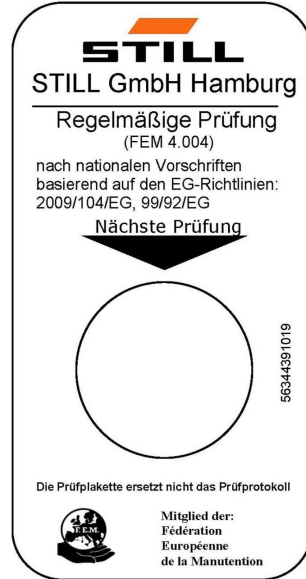 STILL
STILL GmbH Hamburg
Regelmäßige Prüfung
(FEM 4.004)
nach nationalen Vorschriften
basierend auf den EG-Richtlinien:
2009/104/EG, 99/92/EG
Nächste Prüfung
56344391019
Die Prüfplakette ersetzt nicht das Prüfprotokoll
F.E.M.
Mitglied der:
Fédération
Européenne
de la Manutention